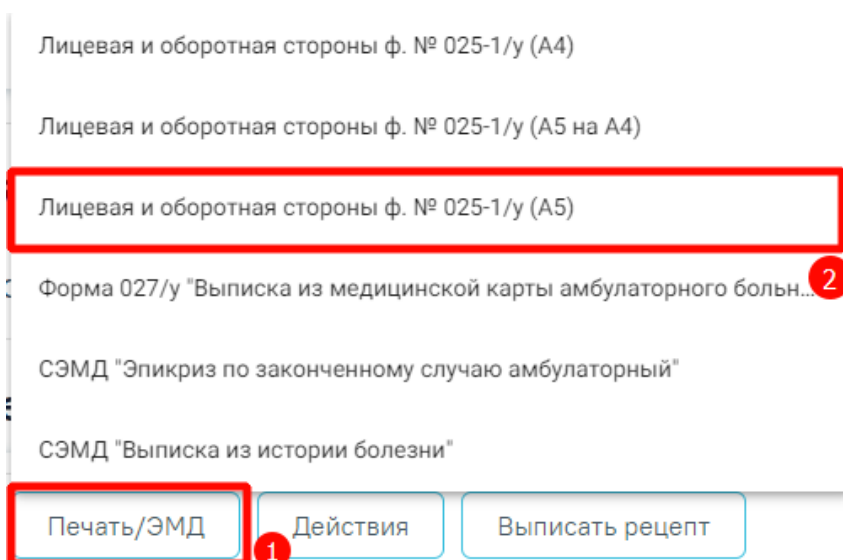 Лицевая и оборотная стороны ф. № 025-1/у (А4)
Лицевая и оборотная стороны ф. № 025-1/у (А5 на А4)
Лицевая и оборотная стороны ф. № 025-1/у (А5)
Форма 027/у "Выписка из медицинской карты амбулаторного больн...
2
СЭМД "Эпикриз по законченному случаю амбулаторный"
СЭМД "Выписка из истории болезни"
Печать/ЭМД
1
Действия
Выписать рецепт